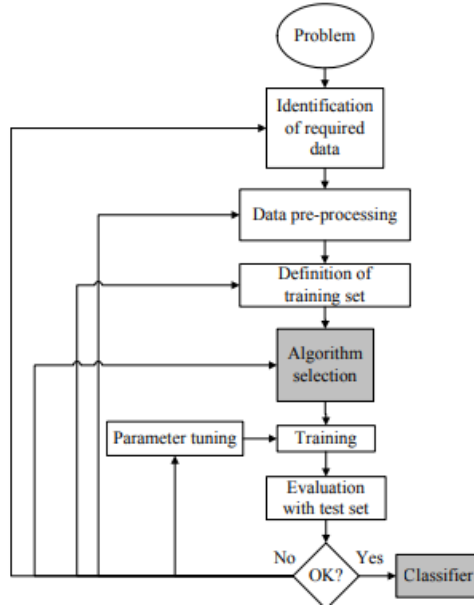 Problem
Identification
of required
data
Data pre-processing
Definition of
training set
Algorithm
selection
Parameter tuning
Training
Evaluation
with test set
No
OK?
Yes
Classifier